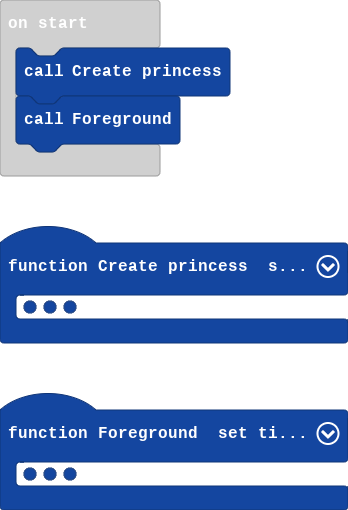 on start
call Create princess
call Foreground
function Create princess s...
function Foreground set ti...